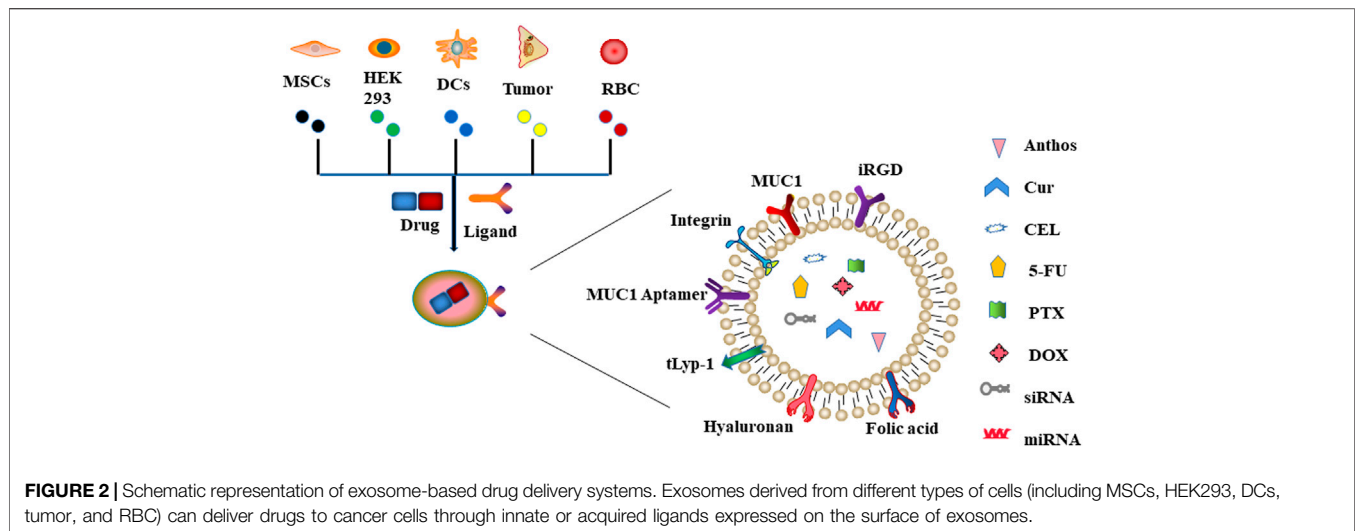 MSCs
HEK
293
DCs
Tumor
RBC
Drug
Ligand
MUC1
iRGD
Integrin
MUC1 Aptamer
tLyp-1
Hyaluronan
Folic acid
Anthos
Cur
CEL
5-FU
PTX
DOX
siRNA
miRNA
FIGURE 2 | Schematic representation of exosome-based drug delivery systems. Exosomes derived from different types of cells (including MSCs, HEK293, DCs,
tumor, and RBC) can deliver drugs to cancer cells through innate or acquired ligands expressed on the surface of exosomes.